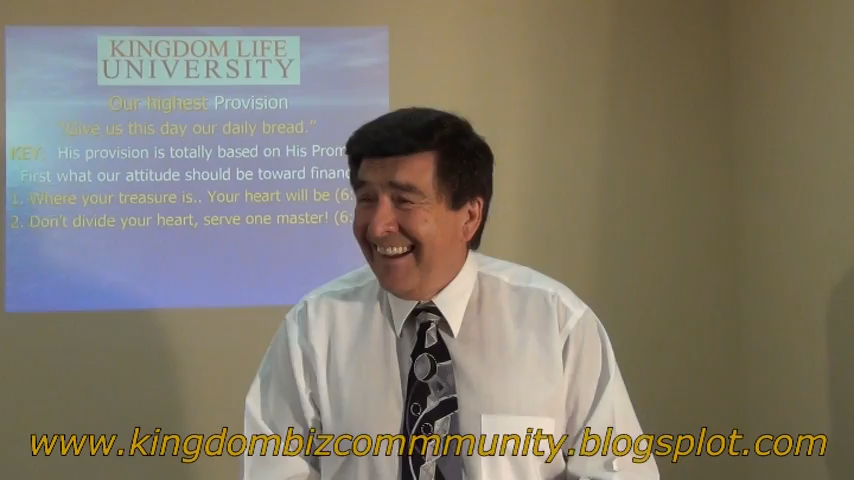 KINGDOM LIFE
UNIVERSITY
Our highest Provision
"Give us this day our daily bread."
KEY: His provision is totally based on His Prom
First what our attitude should be toward financ
1. Where your treasure is.. Your heart will be (6:
2. Don't divide your heart, serve one master! (6:
www.kingdombizcommmunity.blogsplot.com